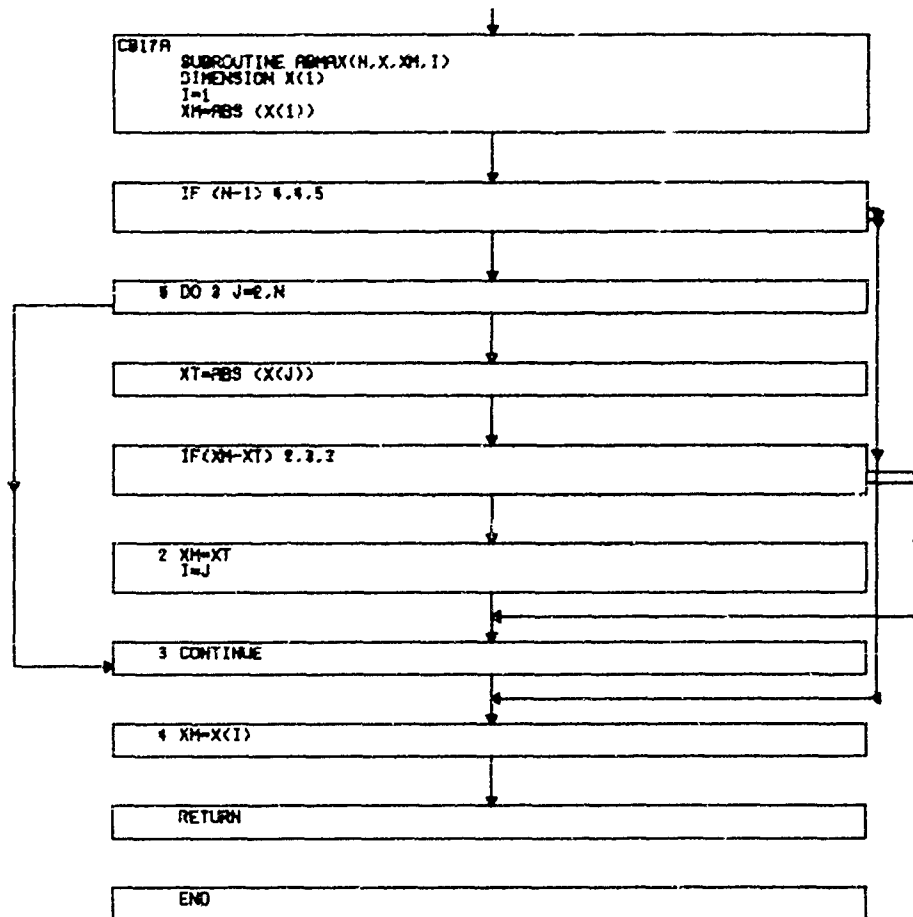 CB17A
SUBROUTINE ABMAX(N,X,XM,I)
DIMENSION X(1)
I=1
XM=ABS (X(1))
IF (N-1) 4,4,5
5 DO 3 J=2,N
XT=ABS (X(J))
IF(XM-XT) 2,3,3
2 XM=XT
I=J
3 CONTINUE
4 XM=X(I)
RETURN
END